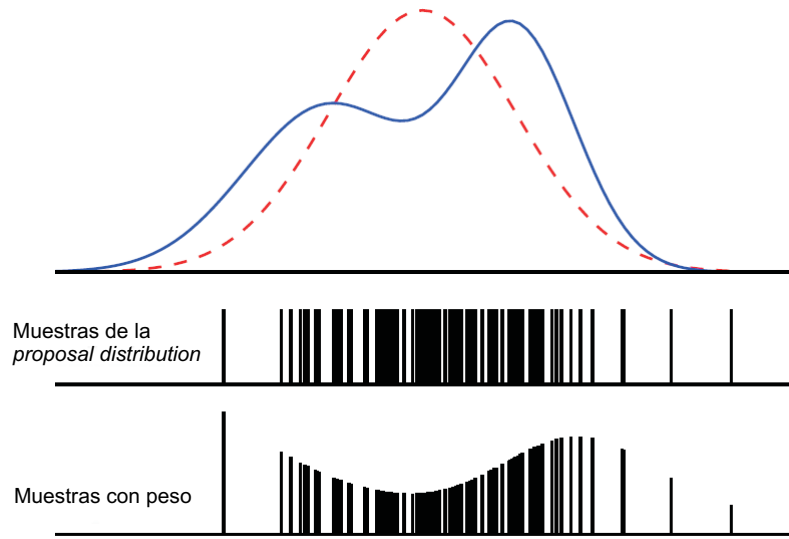 Muestras de la
proposal distribution
Muestras con peso